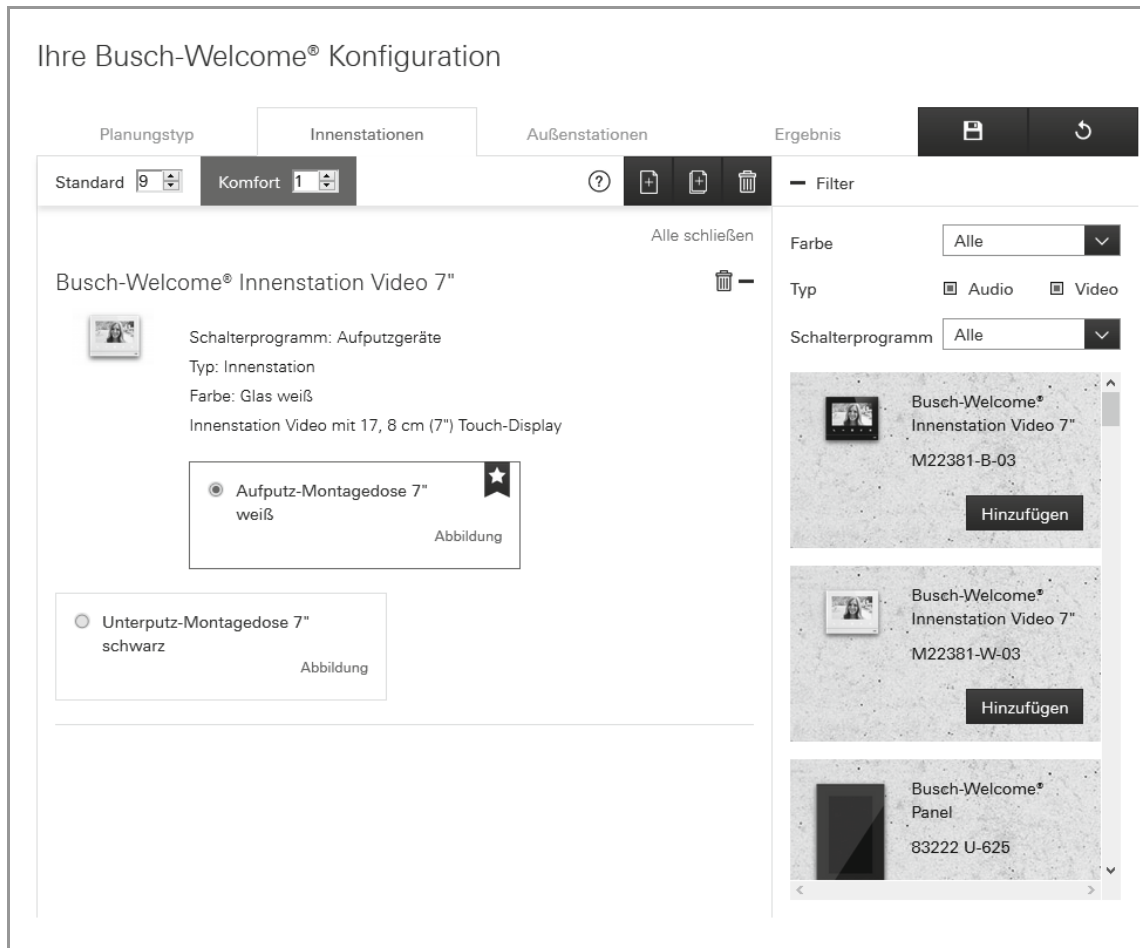 Ihre Busch-Welcome® Konfiguration
Planungstyp
Innenstationen
Außenstationen
Ergebnis
Standard 9
Komfort 1
?
Filter
Alle schließen
Busch-Welcome® Innenstation Video 7"
Schalterprogramm: Aufputzgeräte
Typ: Innenstation
Farbe: Glas weiß
Innenstation Video mit 17, 8 cm (7") Touch-Display
Aufputz-Montagedose 7"
weiß
Abbildung
Unterputz-Montagedose 7"
schwarz
Abbildung
Farbe Alle
Typ Audio Video
Schalterprogramm Alle
Busch-Welcome®
Innenstation Video 7"
M22381-B-03
Hinzufügen
Busch-Welcome®
Innenstation Video 7"
M22381-W-03
Hinzufügen
Busch-Welcome®
Panel
83222 U-625